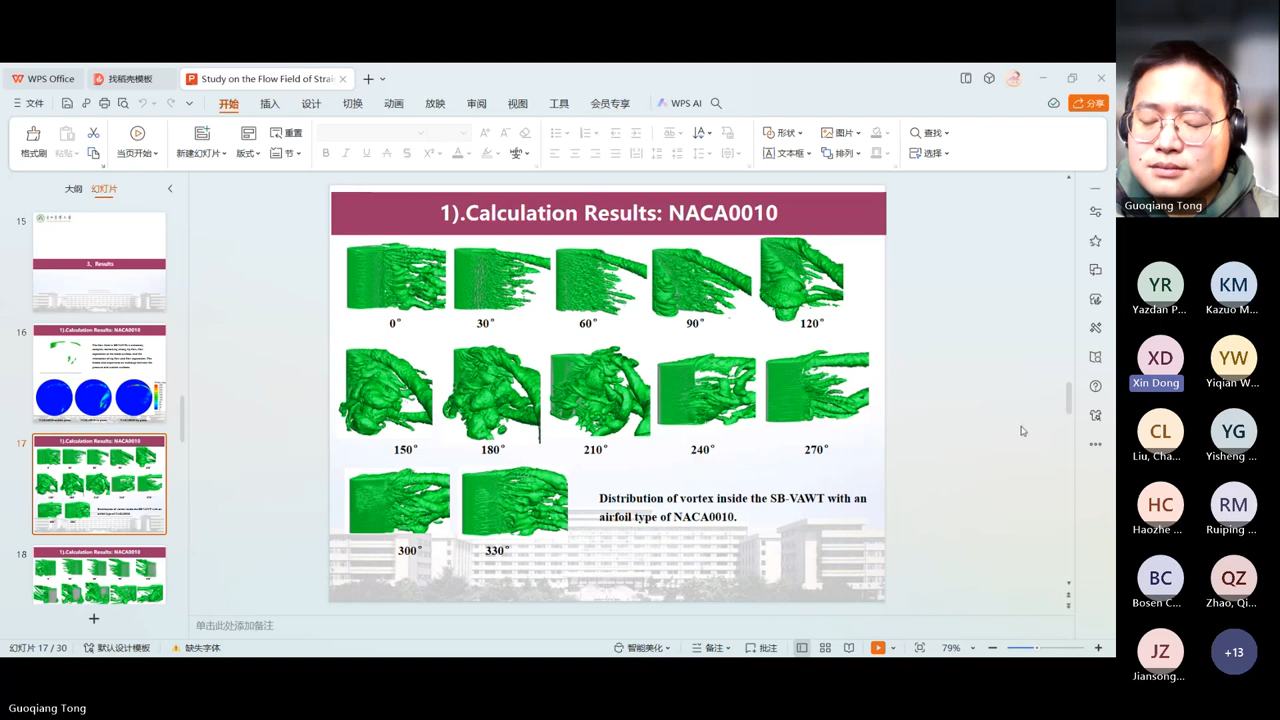 WPS Office
找稻壳模板
Study on the Flow Field of Strai
文件
开始
插入
设计
切换
动画
放映
审阅
视图
工具
会员专享
WPS AI
分享
格式刷
粘贴
当页开始
新建幻灯片
版式
重置
节
B I U A S X²
形状
图片
查找
文本框
排列
选择
大纲
幻灯片
15
3、Results
16
1).Calculation Results: NACA0010
17
1).Calculation Results: NACA0010
18
1).Calculation Results: NACA0010
1).Calculation Results: NACA0010
0°
30°
60°
90°
120°
150°
180°
210°
240°
270°
300°
330°
Distribution of vortex inside the SB-VAWT with an
airfoil type of NACA0010.
单击此处添加备注
幻灯片 17 / 30
默认设计模板
缺失字体
智能美化
备注
批注
79%
Guoqiang Tong
YR
Yazdan P...
KM
Kazuo M...
XD
Xin Dong
YW
Yiqian W...
CL
Liu, Cha...
YG
Yisheng ...
HC
Haozhe ...
RM
Ruiping ...
BC
Bosen C...
QZ
Zhao, Qi...
JZ
Jiansong...
+13
Guoqiang Tong